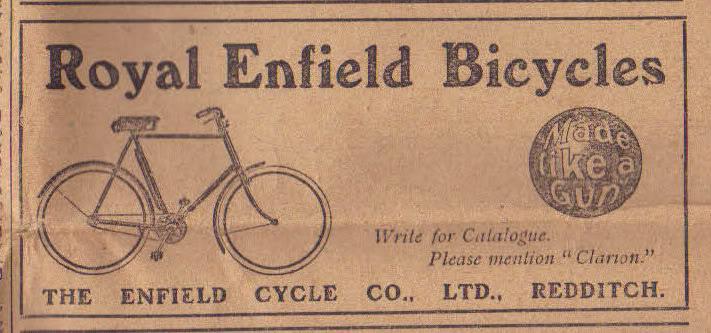 Royal Enfield Bicycles
Made
like a
Gun
Write for Catalogue.
Please mention "Clarion."
THE ENFIELD CYCLE CO., LTD., REDDITCH.